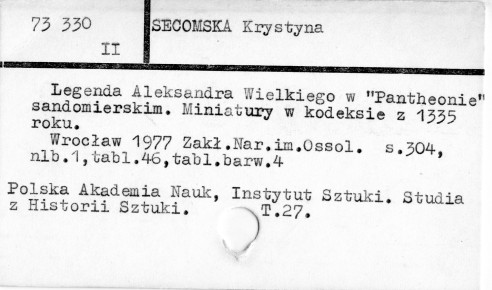 73 330
II
SECOMSKA Krystyna
Legenda Aleksandra Wielkiego w "Pantheonie"
sandomierskim. Miniatury w kodeksie z 1335
roku.
Wrocław 1977 Zakł.Nar.im.Ossol. s.304,
nlb.1,tabl.46,tabl.barw.4
Polska Akademia Nauk, Instytut Sztuki. Studia
z Historii Sztuki. T.27.